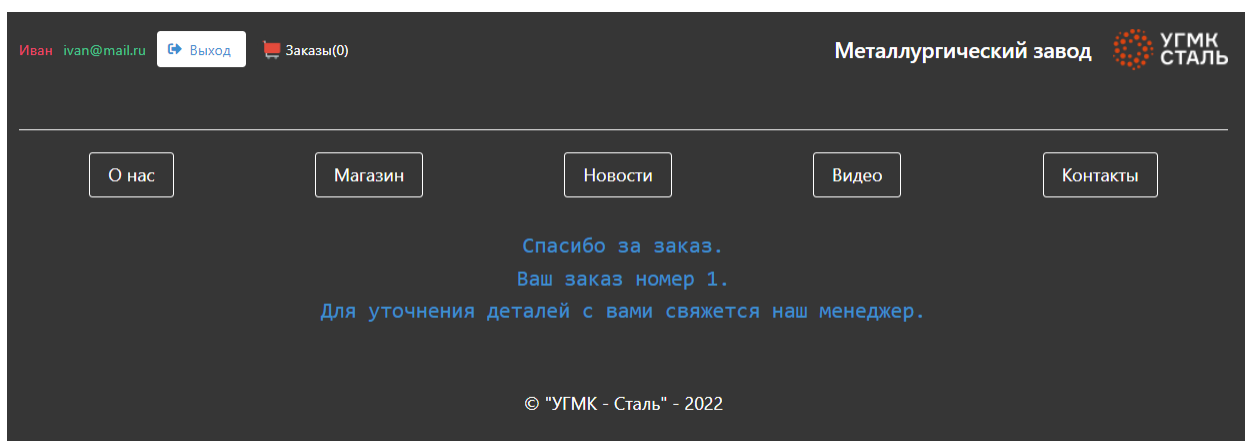 Иван ivan@mail.ru Выход Заказы(0) Металлургический завод УГМК
СТАЛЬ
О нас Магазин Новости Видео Контакты
Спасибо за заказ.
Ваш заказ номер 1.
Для уточнения деталей с вами свяжется наш менеджер.
© "УГМК - Сталь" - 2022